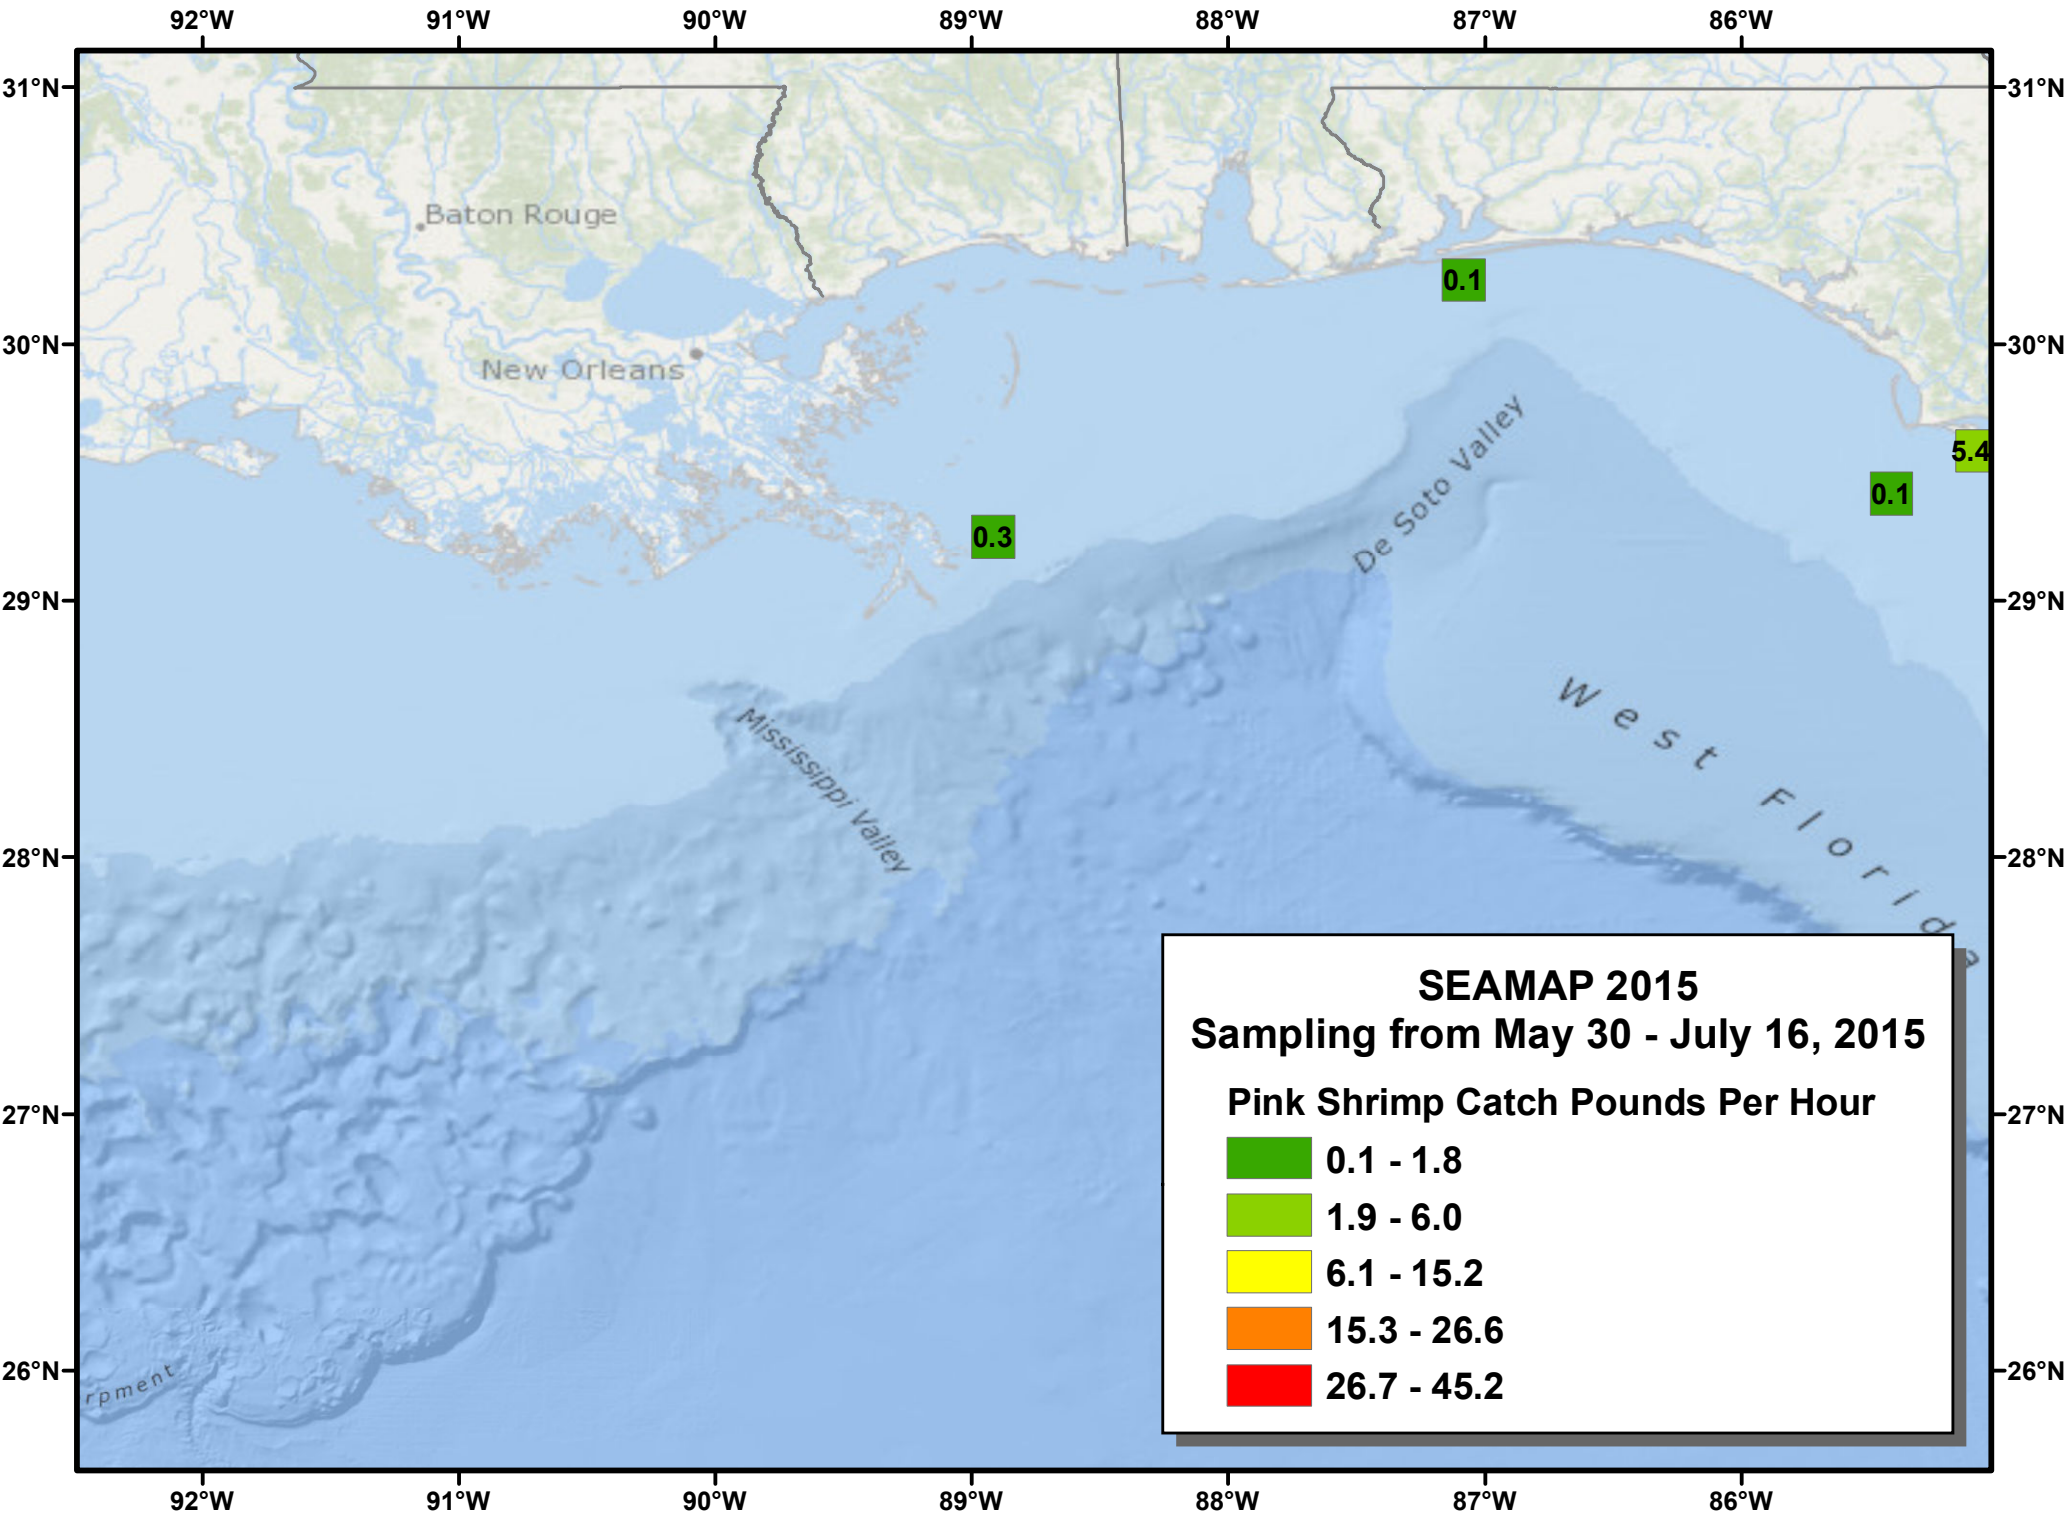 92°W 91°W 90°W 89°W 88°W 87°W 86°W
31°N 31°N
Baton Rouge
0.1
30°N 30°N
New Orleans
De Soto Valley
5.4
0.1
0.3
29°N 29°N
West Florida
Mississippi Valley
28°N 28°N
SEAMAP 2015
Sampling from May 30 - July 16, 2015
Pink Shrimp Catch Pounds Per Hour
27°N 27°N
0.1 - 1.8
1.9 - 6.0
6.1 - 15.2
15.3 - 26.6
26°N 26°N
rpment
26.7 - 45.2
92°W 91°W 90°W 89°W 88°W 87°W 86°W